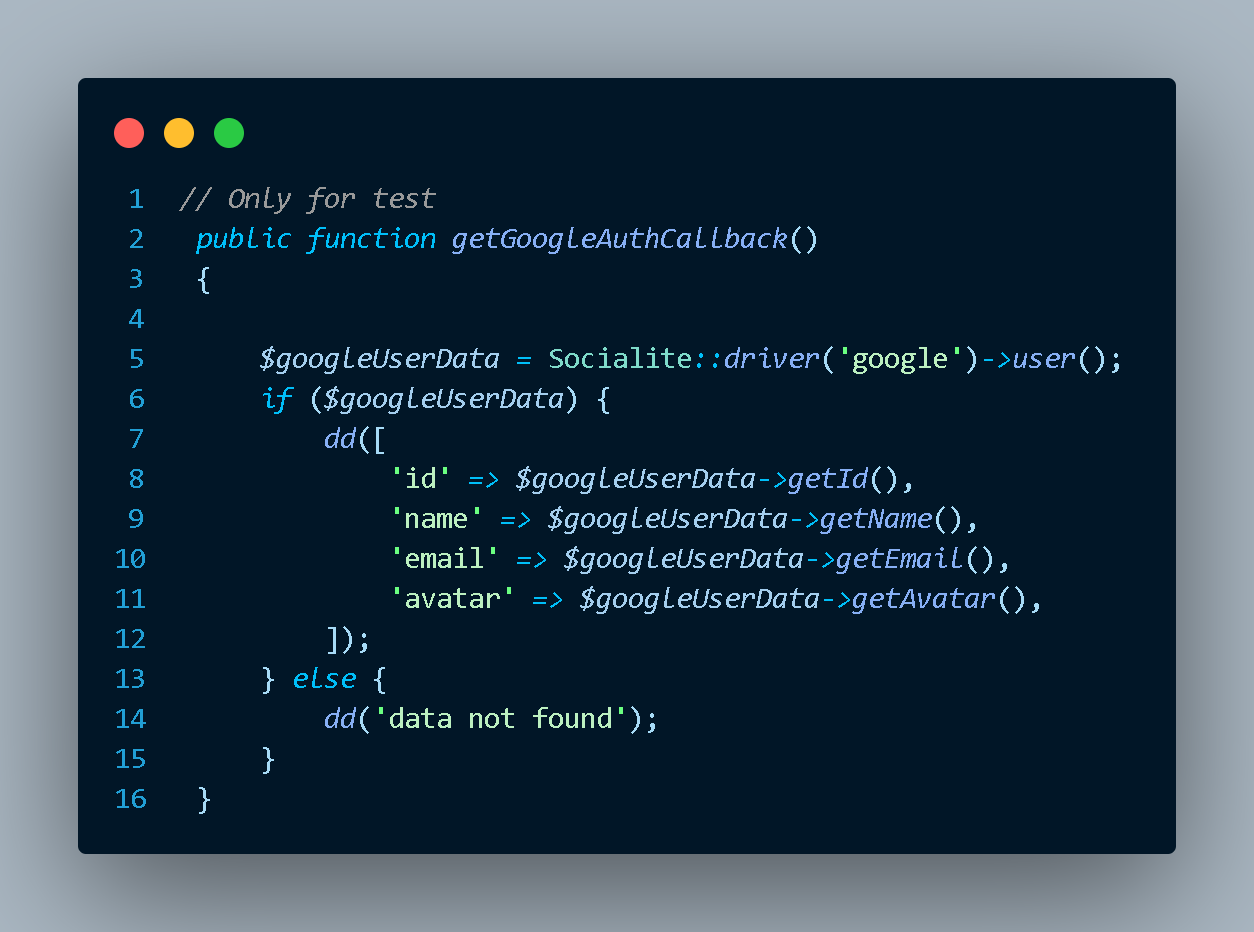 1 // Only for test
2 public function getGoogleAuthCallback()
3 {
4
5 $googleUserData = Socialite::driver('google')->user();
6 if ($googleUserData) {
7 dd([
8 'id' => $googleUserData->getId(),
9 'name' => $googleUserData->getName(),
10 'email' => $googleUserData->getEmail(),
11 'avatar' => $googleUserData->getAvatar(),
12 ]);
13 } else {
14 dd('data not found');
15 }
16 }